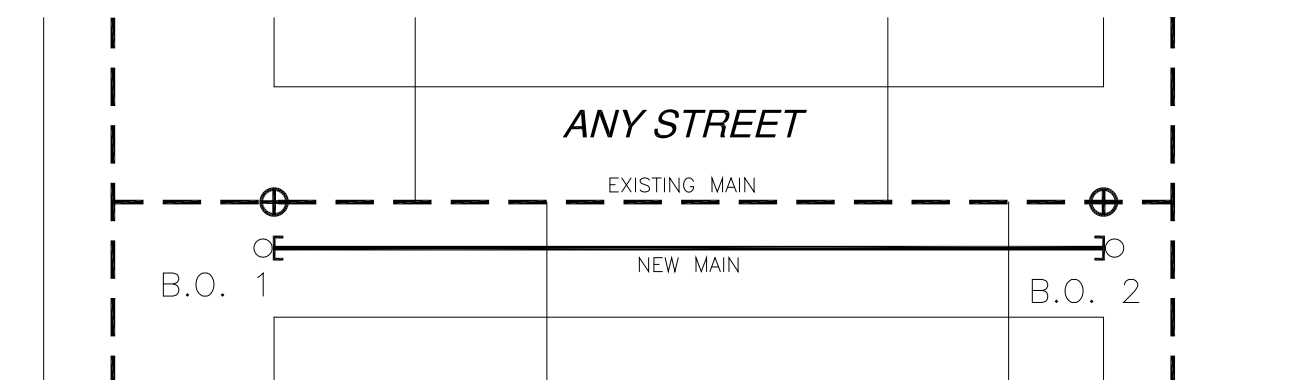 ANY STREET
EXISTING MAIN
NEW MAIN
B.O. 1
B.O. 2